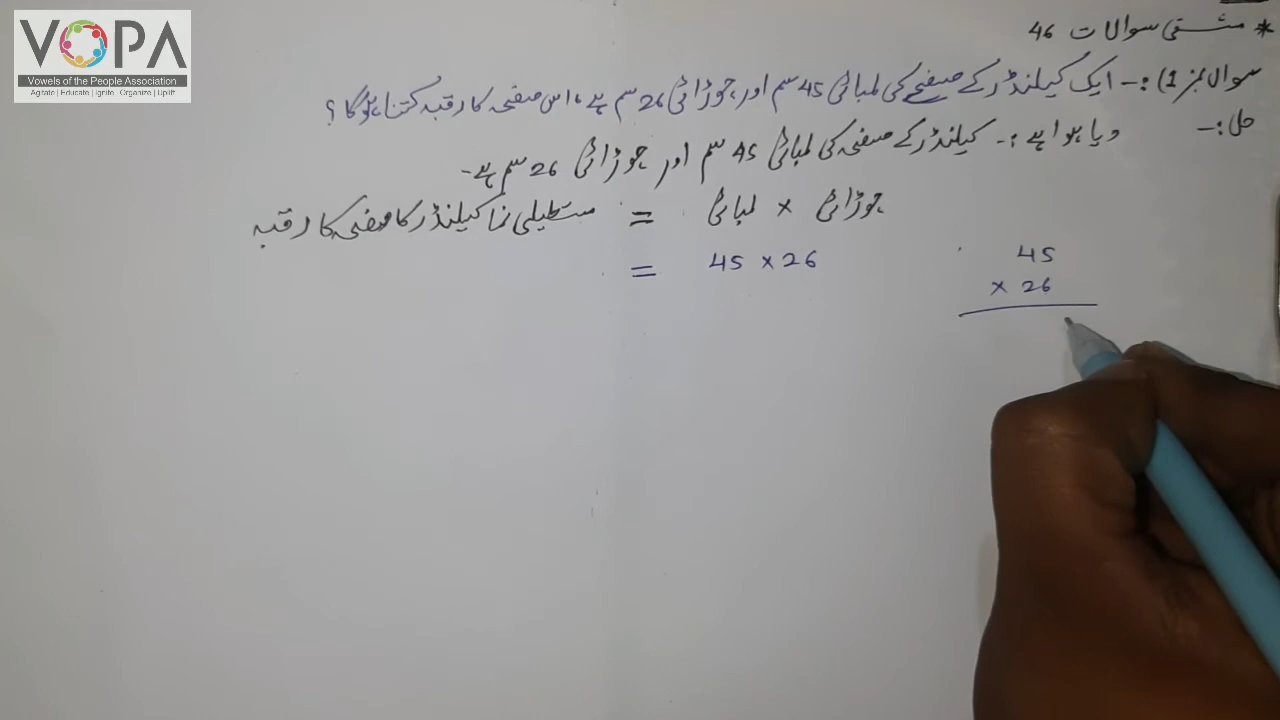 VOPA
Vowels of the People Association
Agitate | Educate | Ignite | Organize | Uplift
* مشقی سوالات 46
سوال نمبر 1) :- ایک کیلنڈر کے صفحے کی لمبائی 45 سم اور چوڑائی 26 سم ہے، اس صفحہ کا رقبہ کتنا ہوگا؟
حل :- دیا ہوا ہے :- کیلنڈر کے صفحہ کی لمبائی 45 سم اور چوڑائی 26 سم ہے-
مستطیلی نما کیلنڈر کا صفحہ کا رقبہ = لمبائی × چوڑائی
= 45 × 26
45
× 26